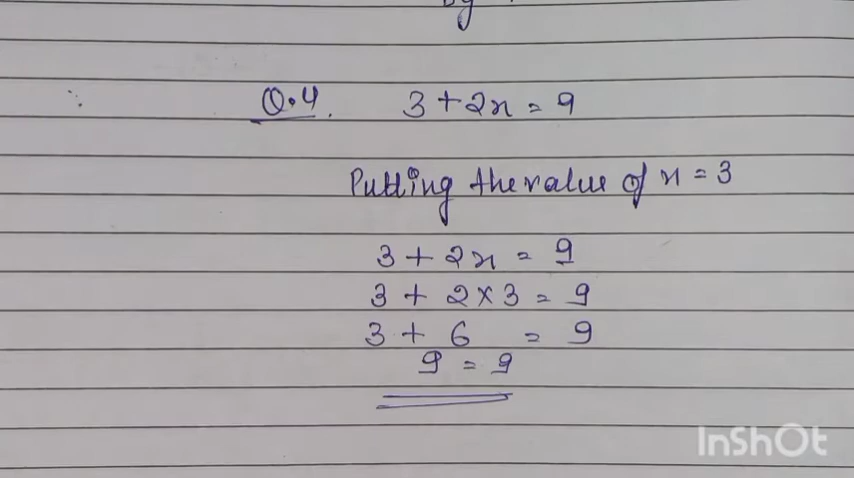 by
Q.4. 3 + 2x = 9
Putting the value of x = 3
3 + 2x = 9
3 + 2 × 3 = 9
3 + 6 = 9
9 = 9
InShOt